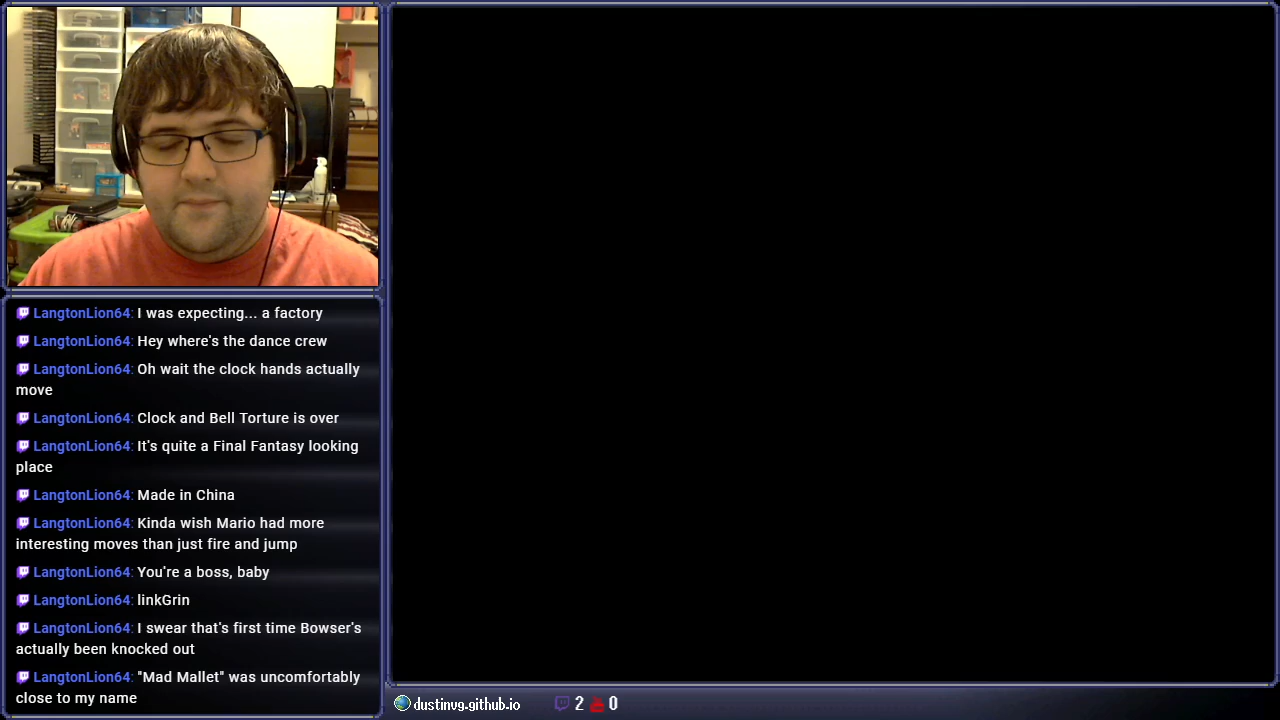 LangtonLion64: I was expecting... a factory
LangtonLion64: Hey where's the dance crew
LangtonLion64: Oh wait the clock hands actually
move
LangtonLion64: Clock and Bell Torture is over
LangtonLion64: It's quite a Final Fantasy looking
place
LangtonLion64: Made in China
LangtonLion64: Kinda wish Mario had more
interesting moves than just fire and jump
LangtonLion64: You're a boss, baby
LangtonLion64: linkGrin
LangtonLion64: I swear that's first time Bowser's
actually been knocked out
LangtonLion64: "Mad Mallet" was uncomfortably
close to my name
dustinvg.github.io 2 0